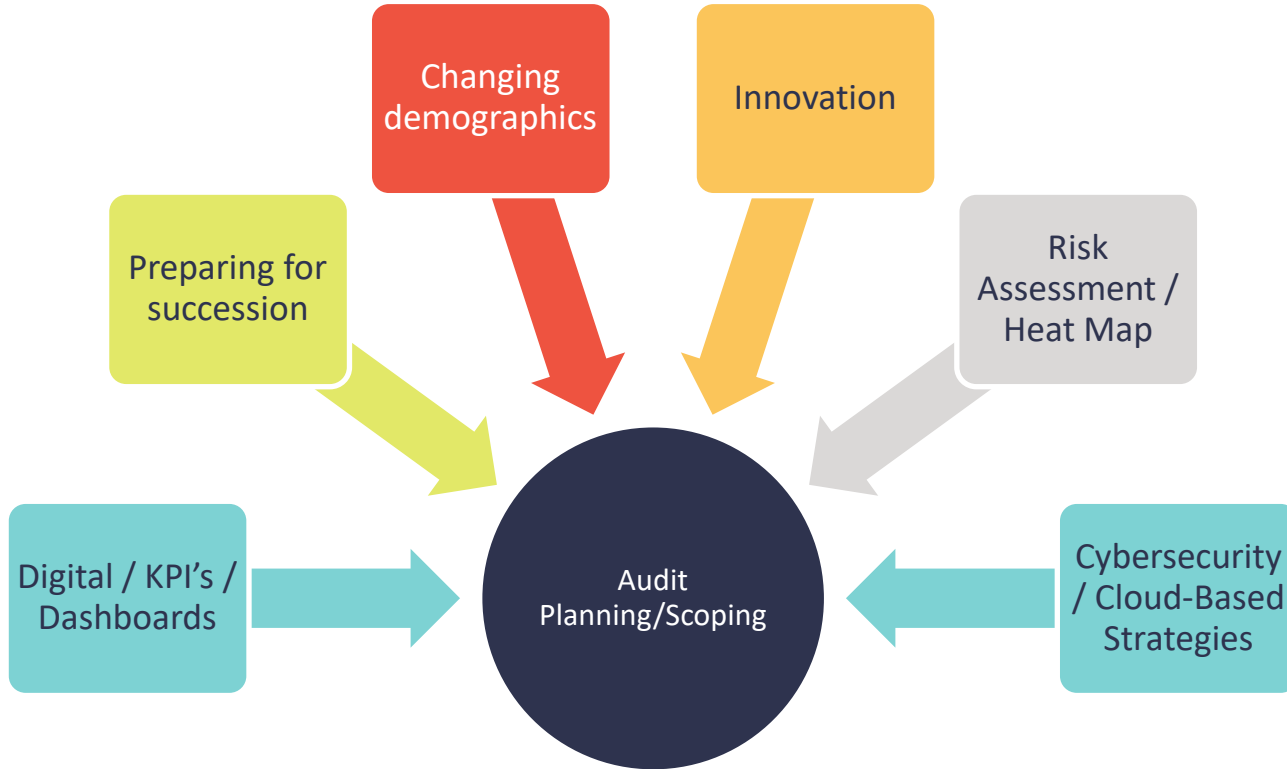 Changing
demographics
Innovation
Preparing for
succession
Risk
Assessment /
Heat Map
Digital / KPI’s /
Dashboards
Audit
Planning/Scoping
Cybersecurity
/ Cloud-Based
Strategies